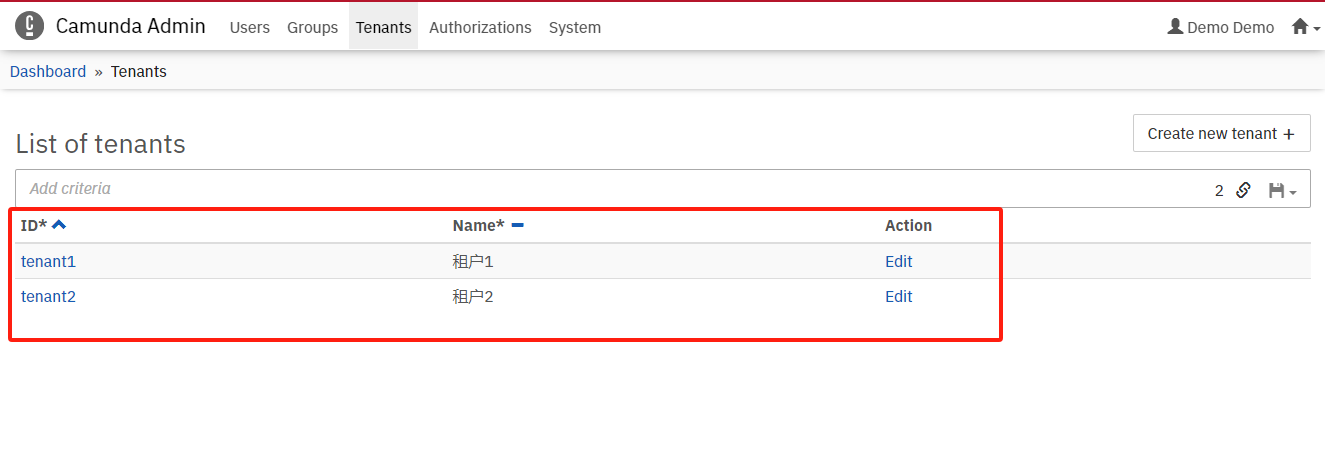 Camunda Admin Users Groups Tenants Authorizations System Demo Demo
Dashboard » Tenants
List of tenants
Create new tenant +
Add criteria 2
ID* Name* Action
tenant1 租户1 Edit
tenant2 租户2 Edit